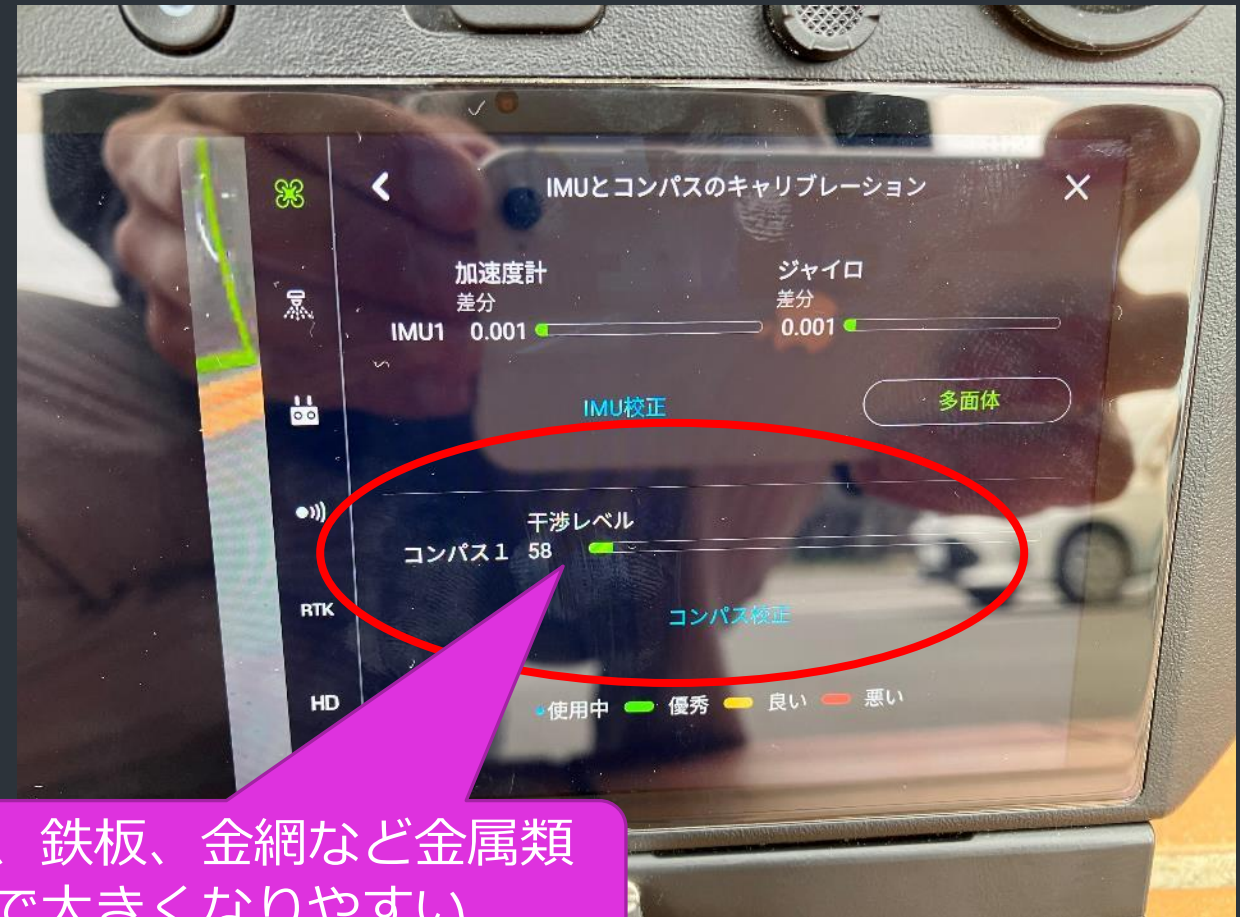 IMUとコンパスのキャリブレーション
加速度計
差分
IMU1 0.001
ジャイロ
差分
0.001
IMU校正
多面体
干渉レベル
コンパス1 58
コンパス校正
RTK
HD
使用中 優秀 良い 悪い
、鉄板、金網など金属類
で大きくなりやすい